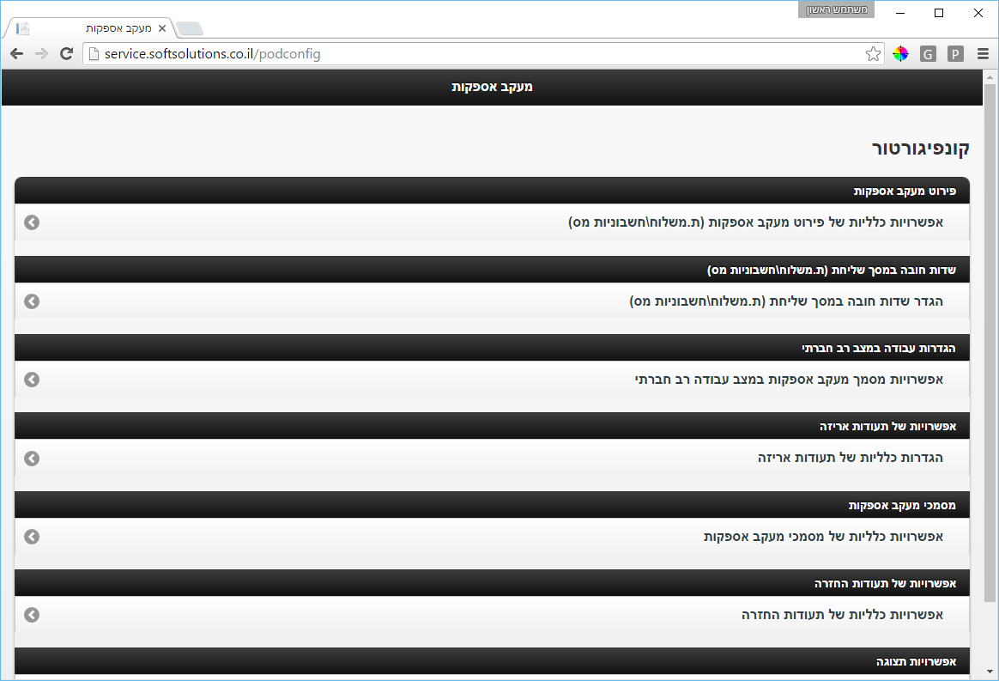 משתמש ראשון
מעקב אספקות
service.softsolutions.co.il/podconfig
G
P
מעקב אספקות
קונפיגורטור
פירוט מעקב אספקות
אפשרויות כלליות של פירוט מעקב אספקות (ת.משלוח\חשבוניות מס)
שדות חובה במסך שליחת (ת.משלוח\חשבוניות מס)
הגדר שדות חובה במסך שליחת (ת.משלוח\חשבוניות מס)
הגדרות עבודה במצב רב חברתי
אפשרויות מסמך מעקב אספקות במצב עבודה רב חברתי
אפשרויות של תעודות אריזה
הגדרות כלליות של תעודות אריזה
מסמכי מעקב אספקות
אפשרויות כלליות של מסמכי מעקב אספקות
אפשרויות של תעודות החזרה
אפשרויות כלליות של תעודות החזרה
אפשרויות תצוגה